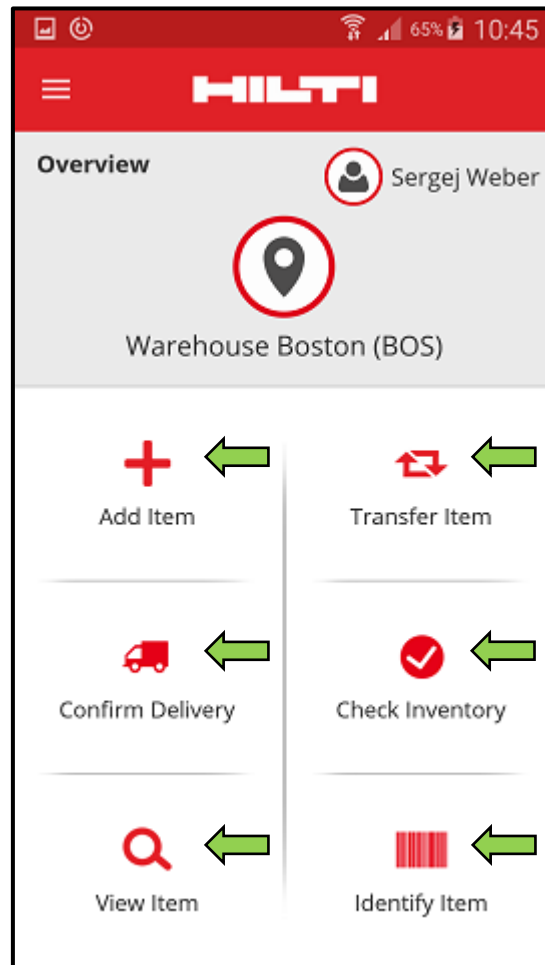 65% 10:45
HILTI
Overview
Sergej Weber
Warehouse Boston (BOS)
Add Item
Transfer Item
Confirm Delivery
Check Inventory
View Item
Identify Item